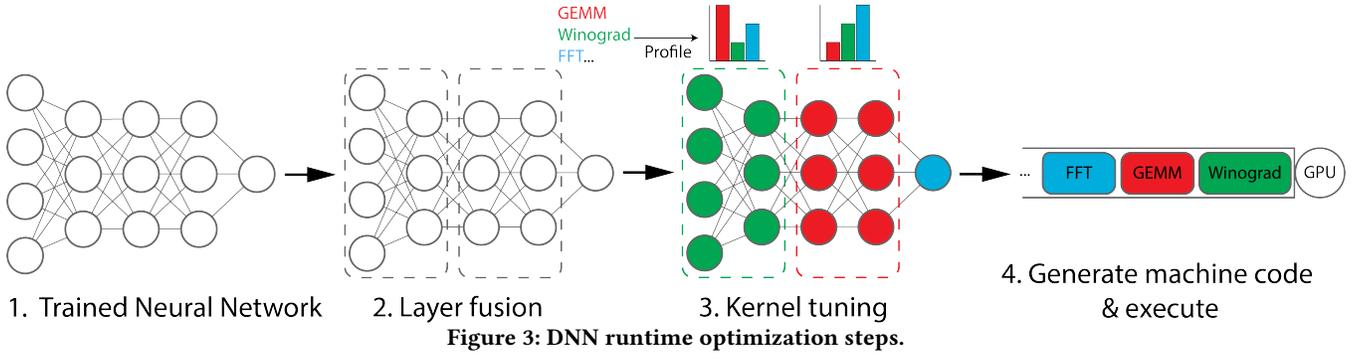 GEMM
Winograd
FFT...
Profile
... FFT GEMM Winograd GPU
1. Trained Neural Network
2. Layer fusion
3. Kernel tuning
4. Generate machine code
& execute
Figure 3: DNN runtime optimization steps.